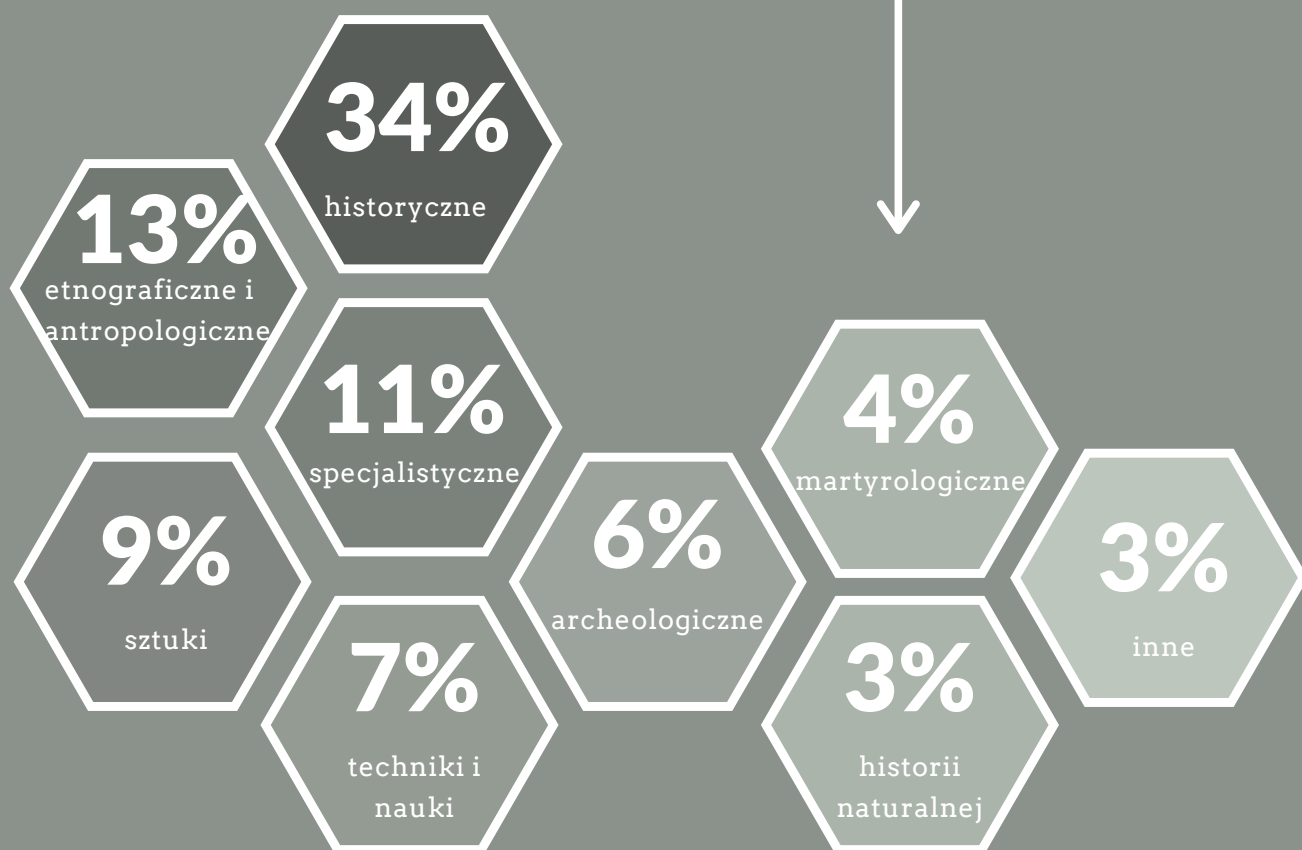 34%
historyczne
13%
etnograficzne i
antropologiczne
11%
specjalistyczne
4%
martyrologiczne
9%
sztuki
6%
archeologiczne
3%
inne
7%
techniki i
nauki
3%
historii
naturalnej